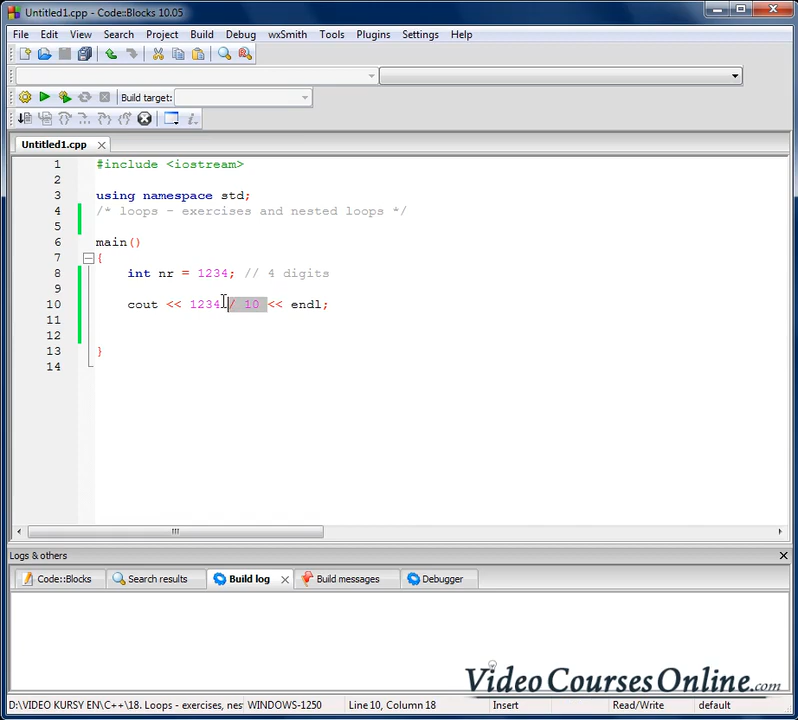 Untitled1.cpp - Code::Blocks 10.05
File Edit View Search Project Build Debug wxSmith Tools Plugins Settings Help
Build target:
Untitled1.cpp
1 #include <iostream>
2
3 using namespace std;
4 /* loops - exercises and nested loops */
5
6 main()
7 {
8 int nr = 1234; // 4 digits
9
10 cout << 1234 / 10 << endl;
11
12
13 }
14
Logs & others
Code::Blocks Search results Build log Build messages Debugger
VideoCoursesOnline.com
D:\VIDEO KURSY EN\C++\18. Loops - exercises, nes WINDOWS-1250 Line 10, Column 18 Insert Read/Write default